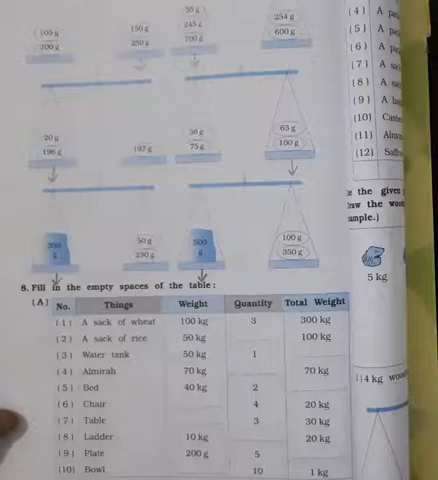 55 g
105 g 150 g 245 g 254 g
200 g 250 g 700 g 600 g
20 g 36 g 63 g
196 g 197 g 75 g 100 g
350 g 50 g 500 g 100 g
250 g 350 g
8. Fill in the empty spaces of the table :
(A) No. Things Weight Quantity Total Weight
(1) A sack of wheat 100 kg 3 300 kg
(2) A sack of rice 50 kg 100 kg
(3) Water tank 50 kg 1
(4) Almirah 70 kg 70 kg
(5) Bed 40 kg 2
(6) Chair 4 20 kg
(7) Table 3 30 kg
(8) Ladder 10 kg 20 kg
(9) Plate 200 g 5
(10) Bowl 10 1 kg
(4) A
(5) A
(6) A
(7) A
(8) A
(9) A
(10)
(11)
(12)
the given
the
5 kg
114 kg